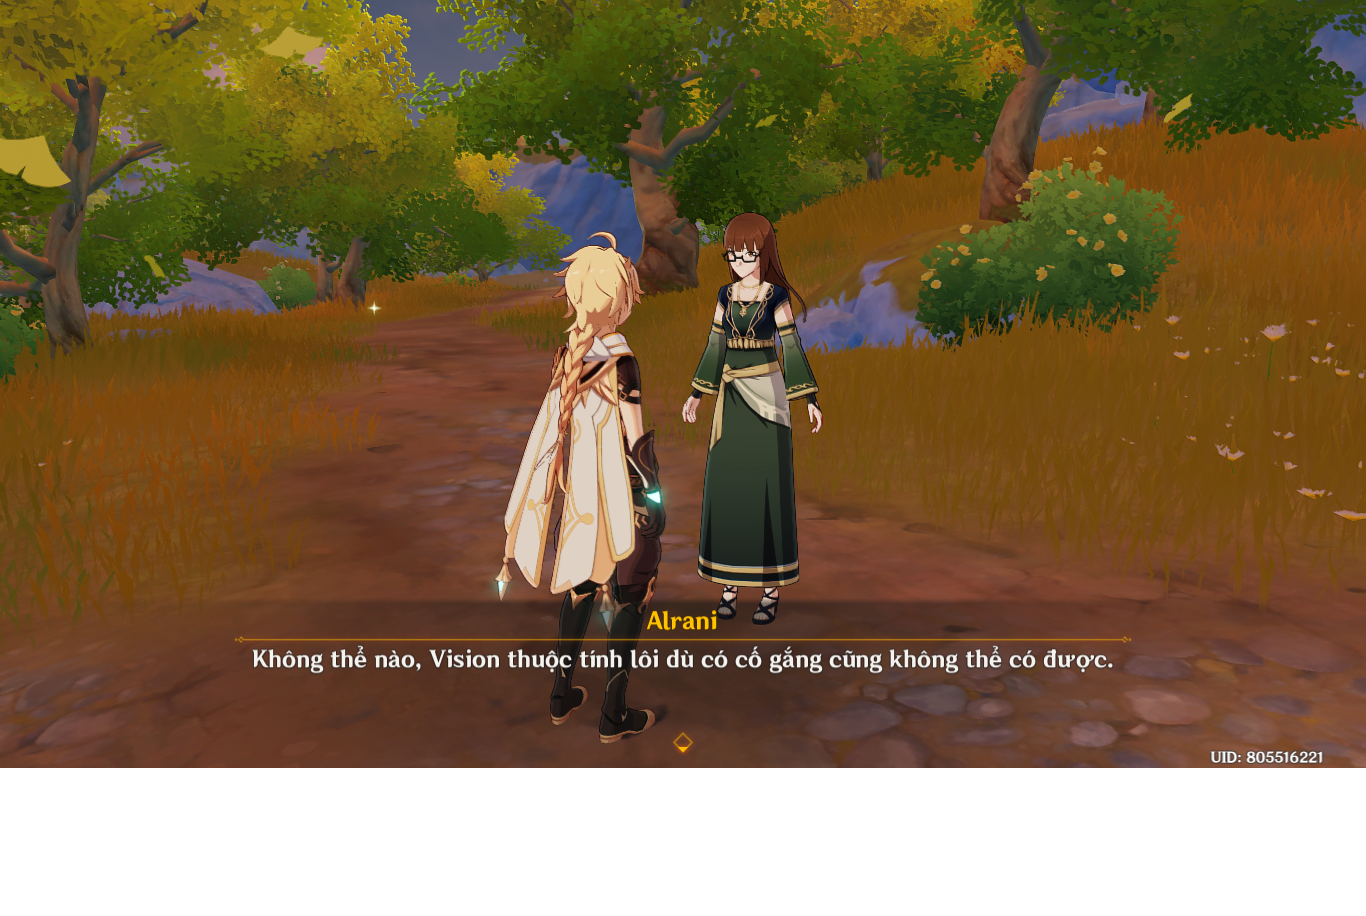 Alrani
Không thể nào, Vision thuộc tính lôi dù có cố gắng cũng không thể có được.
UID: 805516221